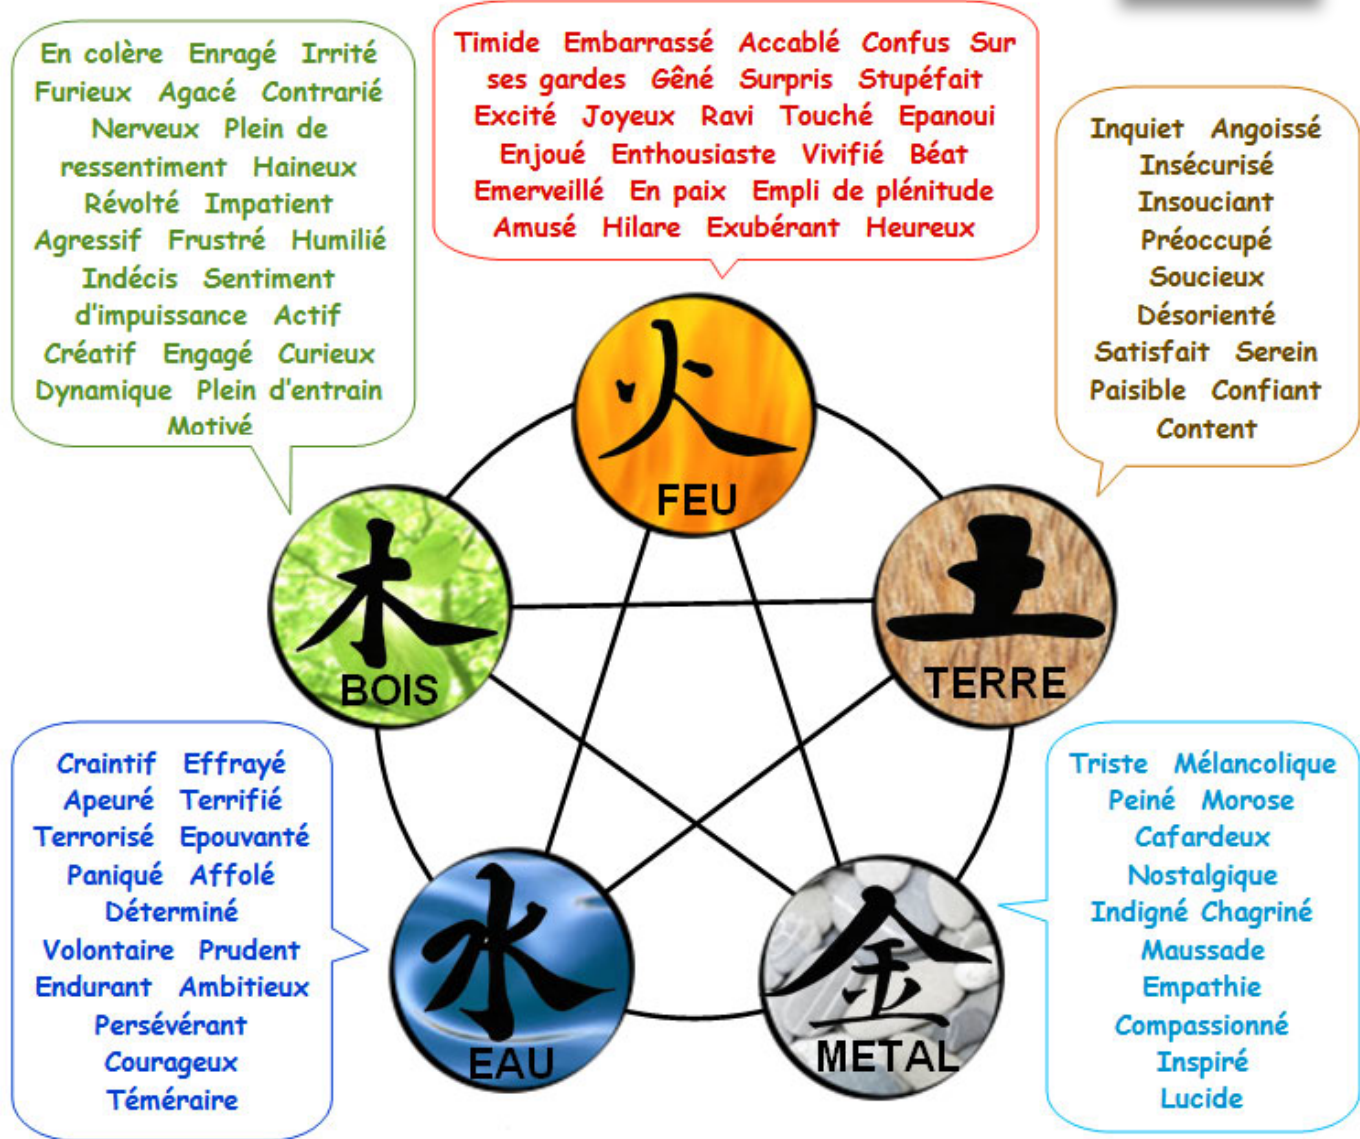 En colère Enragé Irrité
Furieux Agacé Contrarié
Nerveux Plein de
ressentiment Haineux
Révolté Impatient
Agressif Frustré Humilié
Indécis Sentiment
d'impuissance Actif
Créatif Engagé Curieux
Dynamique Plein d'entrain
Motivé
Timide Embarrassé Accablé Confus Sur
ses gardes Gêné Surpris Stupéfait
Excité Joyeux Ravi Touché Epanoui
Enjoué Enthousiaste Vivifié Béat
Emerveillé En paix Empli de plénitude
Amusé Hilare Exubérant Heureux
Inquiet Angoissé
Insécurisé
Insouciant
Préoccupé
Soucieux
Désorienté
Satisfait Serein
Paisible Confiant
Content
火
FEU
木
BOIS
土
TERRE
Craintif Effrayé
Apeuré Terrifié
Terrorisé Epouvanté
Paniqué Affolé
Déterminé
Volontaire Prudent
Endurant Ambitieux
Persévérant
Courageux
Téméraire
水
EAU
金
METAL
Triste Mélancolique
Peiné Morose
Cafardeux
Nostalgique
Indigné Chagriné
Maussade
Empathie
Compassionné
Inspiré
Lucide